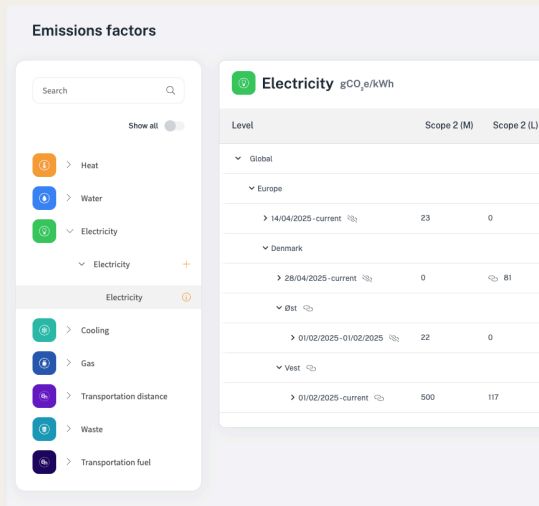 Emissions factors
Search
Show all
Heat
Water
Electricity
Electricity
Electricity
Cooling
Gas
Transportation distance
Waste
Transportation fuel
Electricity gCO₂e/kWh
Level Scope 2 (M) Scope 2 (L)
Global
Europe
14/04/2025-current 23 0
Denmark
28/04/2025-current 0 81
Øst
01/02/2025-01/02/2025 22 0
Vest
01/02/2025-current 500 117